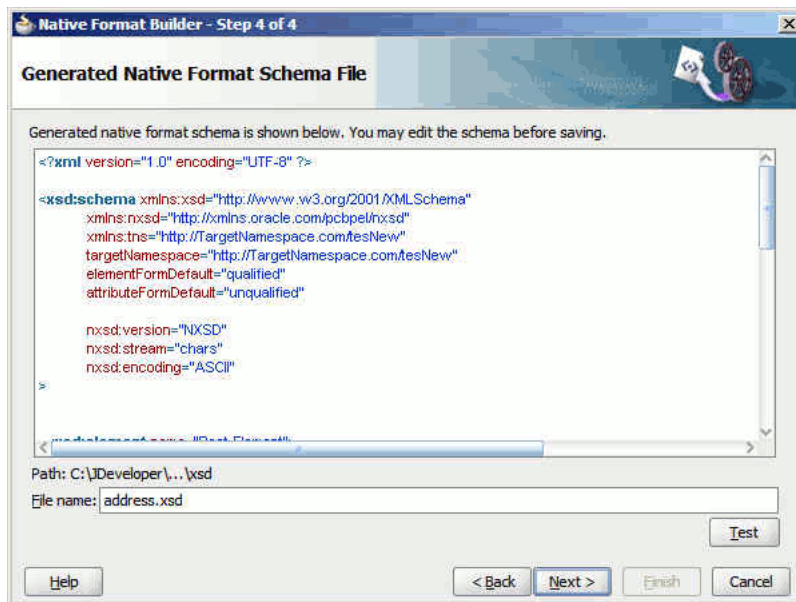 Native Format Builder - Step 4 of 4
Generated Native Format Schema File
Generated native format schema is shown below. You may edit the schema before saving.
<?xml version="1.0" encoding="UTF-8" ?>
<xsd:schema xmlns:xsd="http://www.w3.org/2001/XMLSchema"
xmlns:nxsd="http://xmlns.oracle.com/pcbpel/nxsd"
xmlns:tns="http://TargetNamespace.com/tesNew"
targetNamespace="http://TargetNamespace.com/tesNew"
elementFormDefault="qualified"
attributeFormDefault="unqualified"
nxsd:version="NXSD"
nxsd:stream="chars"
nxsd:encoding="ASCII"
>
Path: C:\JDeveloper\...\xsd
File name: address.xsd
Test
Help
< Back
Next >
Finish
Cancel